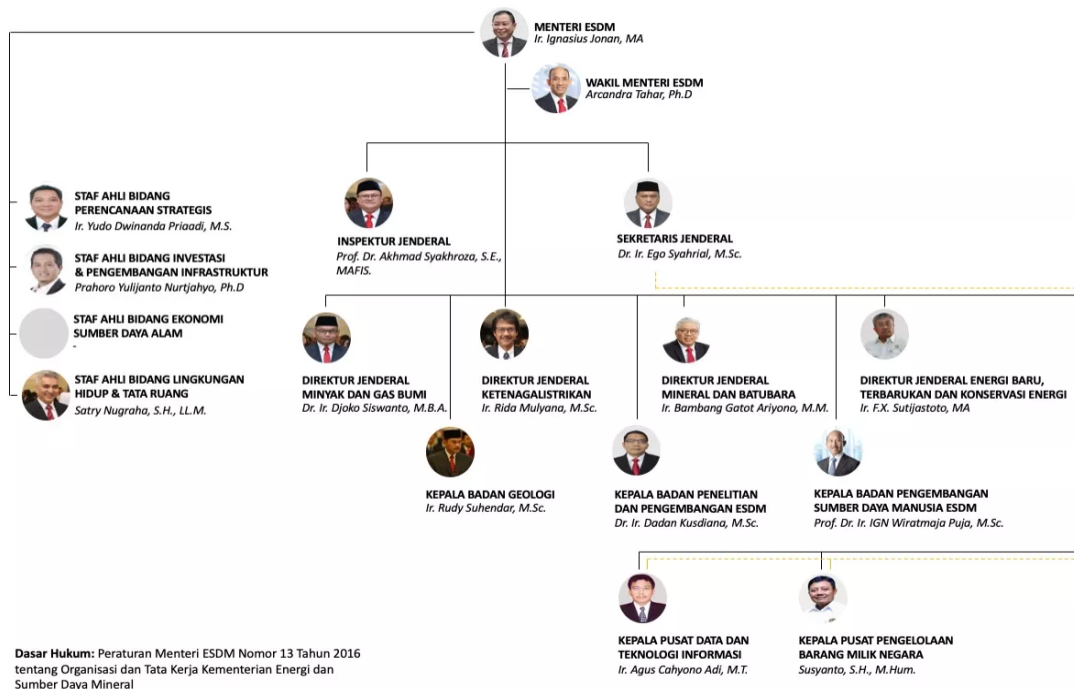 MENTERI ESDM
Ir. Ignasius Jonan, MA
WAKIL MENTERI ESDM
Arcandra Tahar, Ph.D
STAF AHLI BIDANG
PERENCANAAN STRATEGIS
Ir. Yudo Dwinanda Priaadi, M.S.
STAF AHLI BIDANG INVESTASI
& PENGEMBANGAN INFRASTRUKTUR
Prahoro Yulijanto Nurtjahyo, Ph.D
STAF AHLI BIDANG EKONOMI
SUMBER DAYA ALAM
-
STAF AHLI BIDANG LINGKUNGAN
HIDUP & TATA RUANG
Satry Nugraha, S.H., LL.M.
INSPEKTUR JENDERAL
Prof. Dr. Akhmad Syakhroza, S.E.,
MAFIS.
SEKRETARIS JENDERAL
Dr. Ir. Ego Syahrial, M.Sc.
DIREKTUR JENDERAL
MINYAK DAN GAS BUMI
Dr. Ir. Djoko Siswanto, M.B.A.
DIREKTUR JENDERAL
KETENAGALISTRIKAN
Ir. Rida Mulyana, M.Sc.
DIREKTUR JENDERAL
MINERAL DAN BATUBARA
Ir. Bambang Gatot Ariyono, M.M.
DIREKTUR JENDERAL ENERGI BARU,
TERBARUKAN DAN KONSERVASI ENERGI
Ir. F.X. Sutijastoto, MA
KEPALA BADAN GEOLOGI
Ir. Rudy Suhendar, M.Sc.
KEPALA BADAN PENELITIAN
DAN PENGEMBANGAN ESDM
Dr. Ir. Dadan Kusdiana, M.Sc.
KEPALA BADAN PENGEMBANGAN
SUMBER DAYA MANUSIA ESDM
Prof. Dr. Ir. IGN Wiratmaja Puja, M.Sc.
KEPALA PUSAT DATA DAN
TEKNOLOGI INFORMASI
Ir. Agus Cahyono Adi, M.T.
KEPALA PUSAT PENGELOLAAN
BARANG MILIK NEGARA
Susyanto, S.H., M.Hum.
Dasar Hukum: Peraturan Menteri ESDM Nomor 13 Tahun 2016
tentang Organisasi dan Tata Kerja Kementerian Energi dan
Sumber Daya Mineral